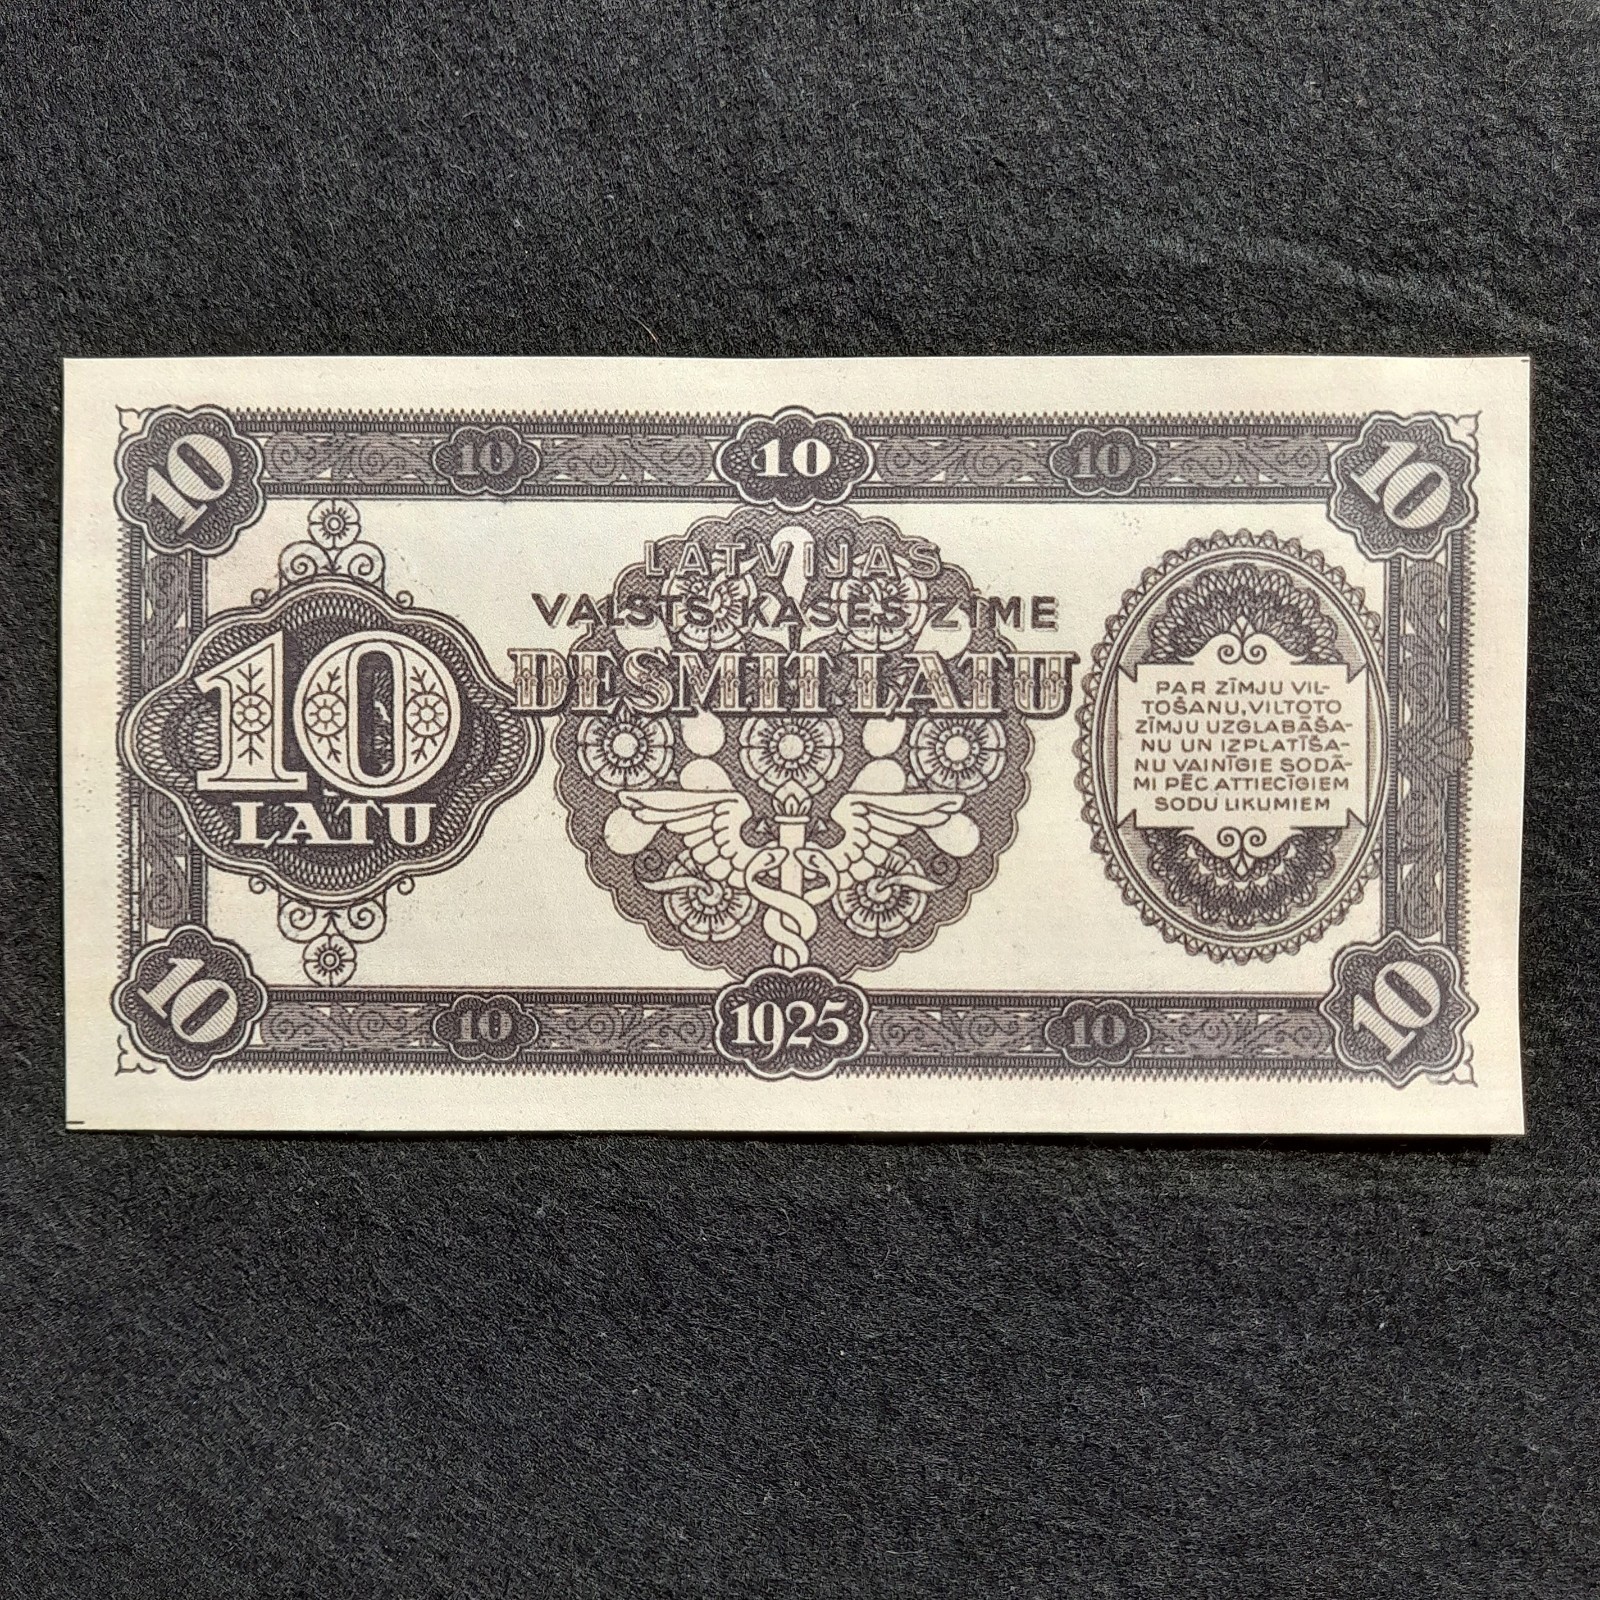 10 10 10 10 10
LATVIJAS
VALSTS KASES ZĪME
DESMIT LATU
10
LATU
PAR ZĪMJU VIL-
TOŠANU, VILTOTO
ZĪMJU UZGLABĀŠA-
NU UN IZPLATĪŠA-
NU VAINĪGIE SODĀ-
MI PĒC ATTIECĪGIEM
SODU LIKUMIEM
10 10 1925 10 10